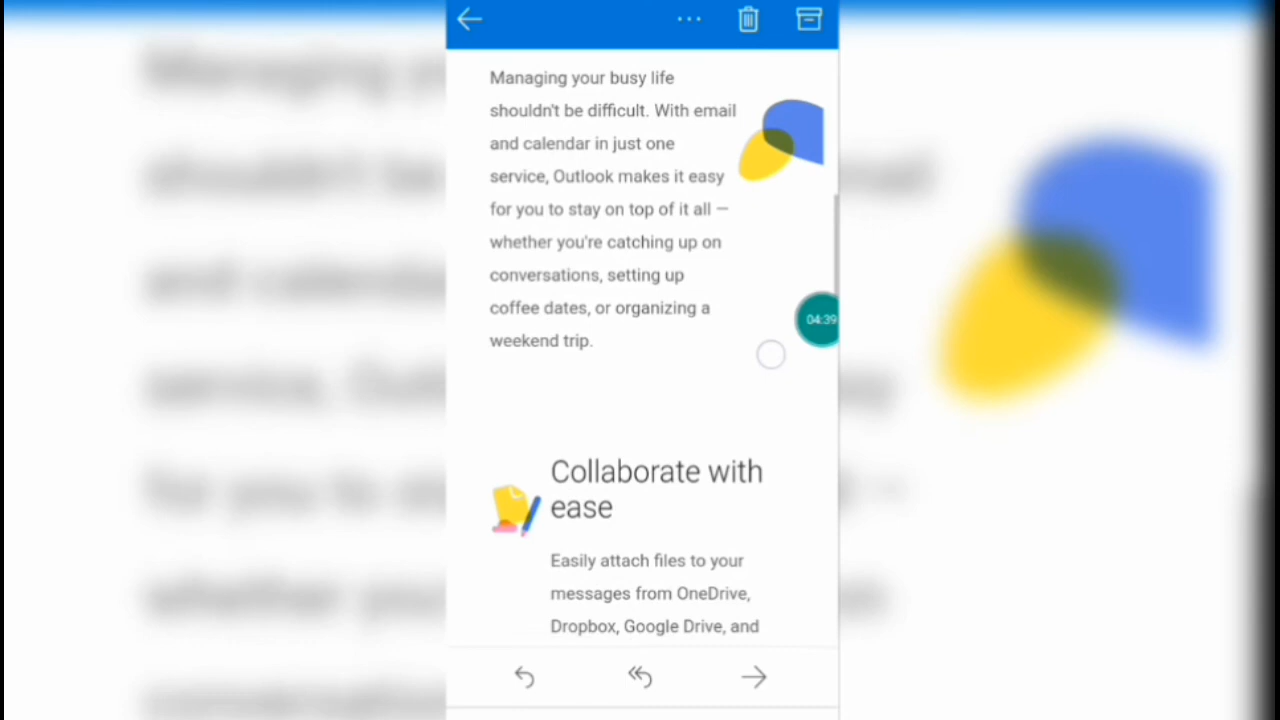 Managing your busy life
shouldn't be difficult. With email
and calendar in just one
service, Outlook makes it easy
for you to stay on top of it all –
whether you're catching up on
conversations, setting up
coffee dates, or organizing a
weekend trip.
04:39
Collaborate with
ease
Easily attach files to your
messages from OneDrive,
Dropbox, Google Drive, and